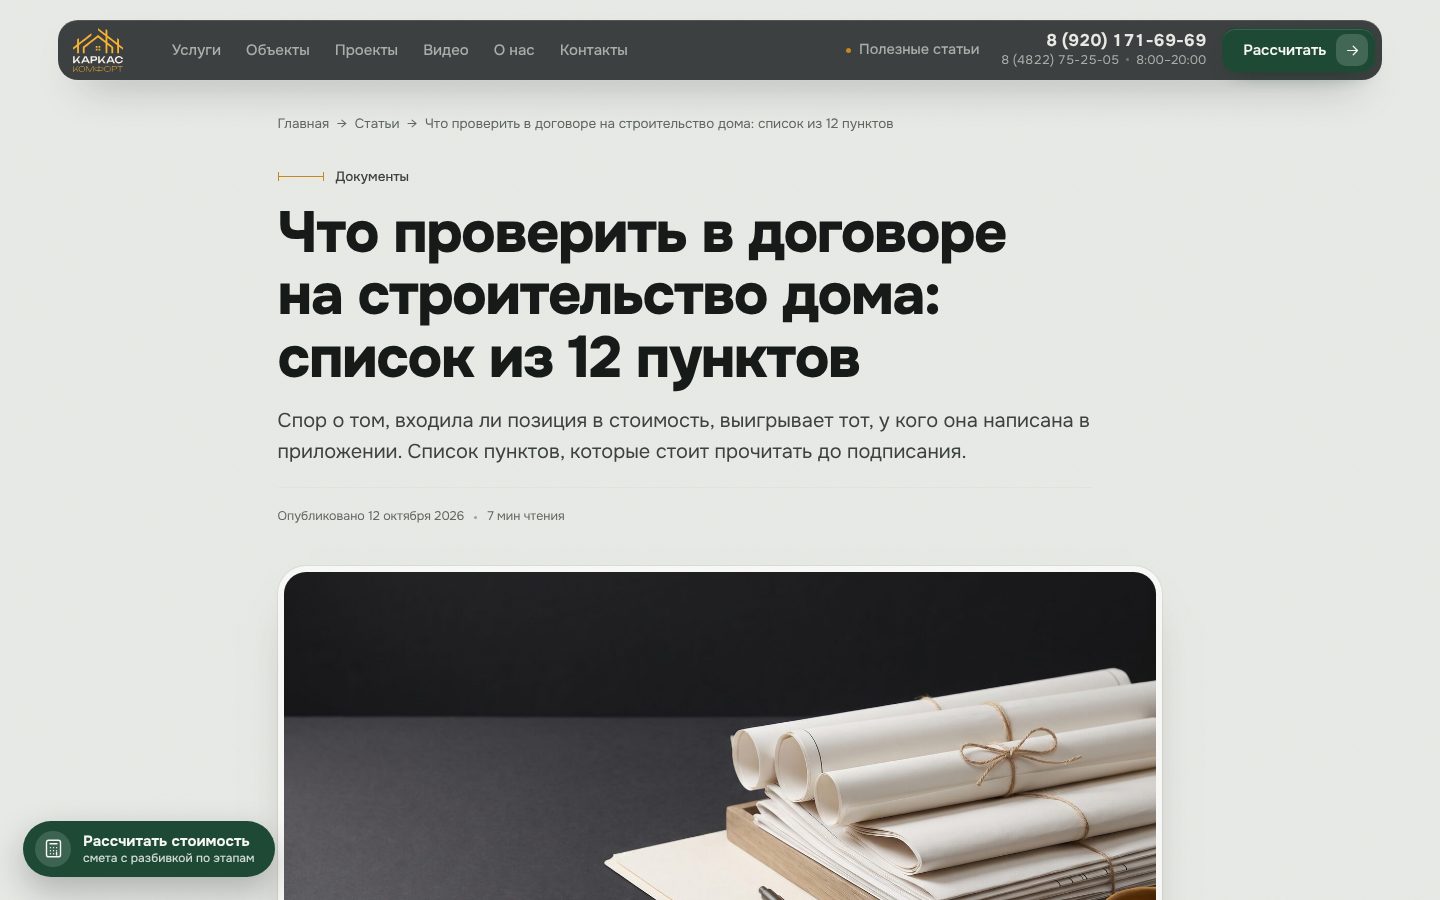 КАРКАС
КОМФОРТ
Услуги
Объекты
Проекты
Видео
О нас
Контакты
Полезные статьи
8 (920) 171-69-69
8 (4822) 75-25-05 • 8:00–20:00
Рассчитать →
Главная → Статьи → Что проверить в договоре на строительство дома: список из 12 пунктов
Документы
Что проверить в договоре
на строительство дома:
список из 12 пунктов
Спор о том, входила ли позиция в стоимость, выигрывает тот, у кого она написана в
приложении. Список пунктов, которые стоит прочитать до подписания.
Опубликовано 12 октября 2026 • 7 мин чтения
Рассчитать стоимость
смета с разбивкой по этапам